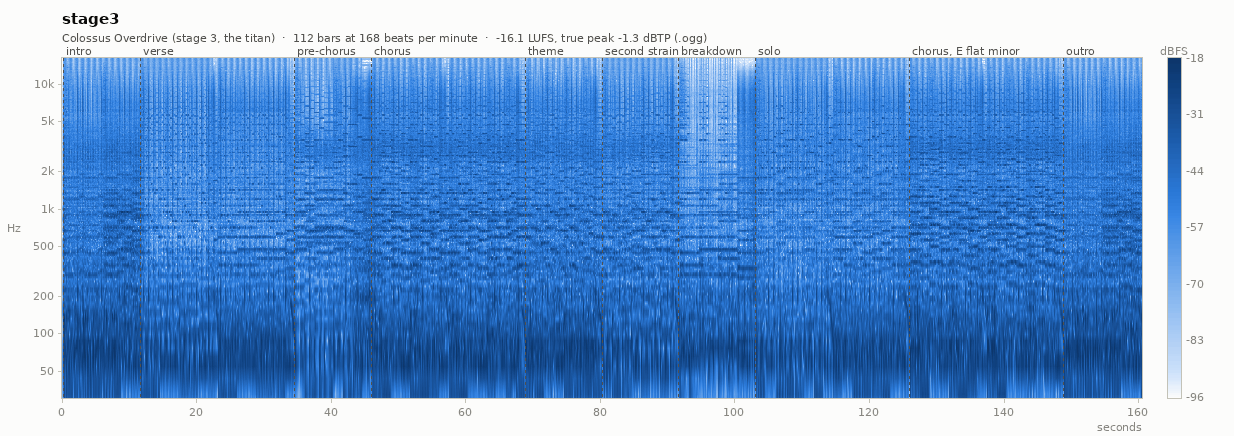 stage3
Colossus Overdrive (stage 3, the titan) · 112 bars at 168 beats per minute · -16.1 LUFS, true peak -1.3 dBTP (.ogg)
intro verse pre-chorus chorus theme second strain breakdown solo chorus, E flat minor outro dBFS
10k
5k
2k
1k
500
200
100
50
Hz
-18
-31
-44
-57
-70
-83
-96
0 20 40 60 80 100 120 140 160
seconds